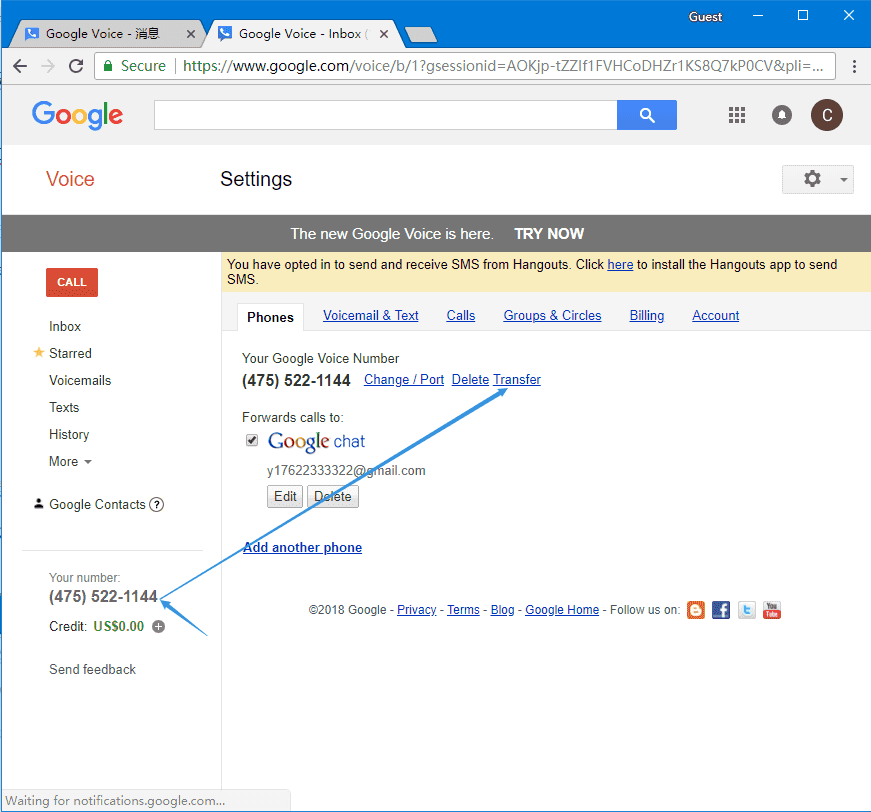 Guest
Google Voice - 消息
Google Voice - Inbox (
Secure
https://www.google.com/voice/b/1?gsessionid=AOKjp-tZZIf1FVHCoDHZr1KS8Q7kP0CV&pli=...
Google
C
Voice
Settings
The new Google Voice is here. TRY NOW
You have opted in to send and receive SMS from Hangouts. Click here to install the Hangouts app to send
SMS.
CALL
Inbox
Starred
Voicemails
Texts
History
More
Google Contacts ?
Your number:
(475) 522-1144
Credit: US$0.00
Send feedback
Phones Voicemail & Text Calls Groups & Circles Billing Account
Your Google Voice Number
(475) 522-1144 Change / Port Delete Transfer
Forwards calls to:
Google chat
y17622333322@gmail.com
Edit Delete
Add another phone
©2018 Google - Privacy - Terms - Blog - Google Home - Follow us on:
You Tube
Waiting for notifications.google.com...